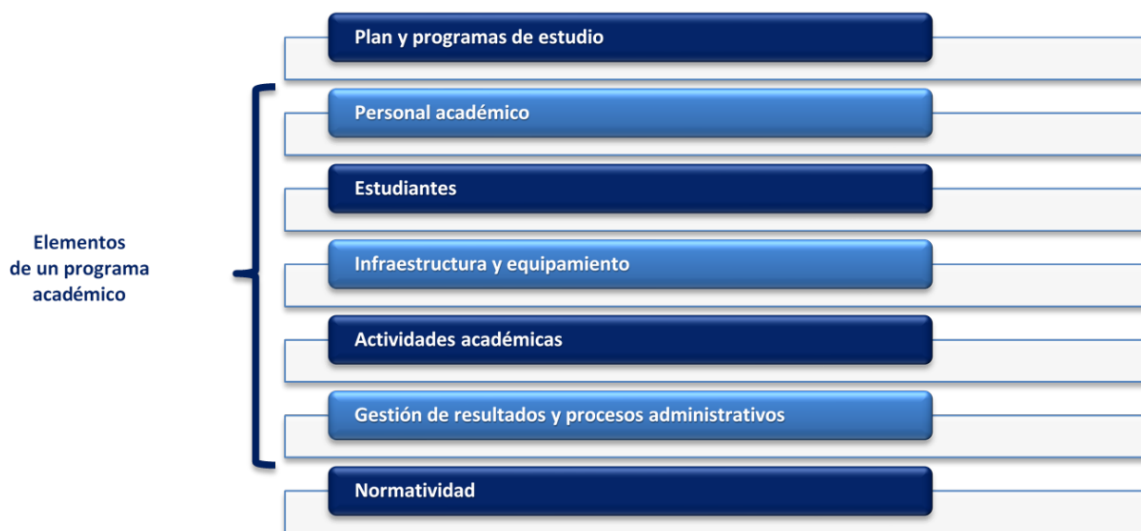 Elementos
de un programa
académico
Plan y programas de estudio
Personal académico
Estudiantes
Infraestructura y equipamiento
Actividades académicas
Gestión de resultados y procesos administrativos
Normatividad